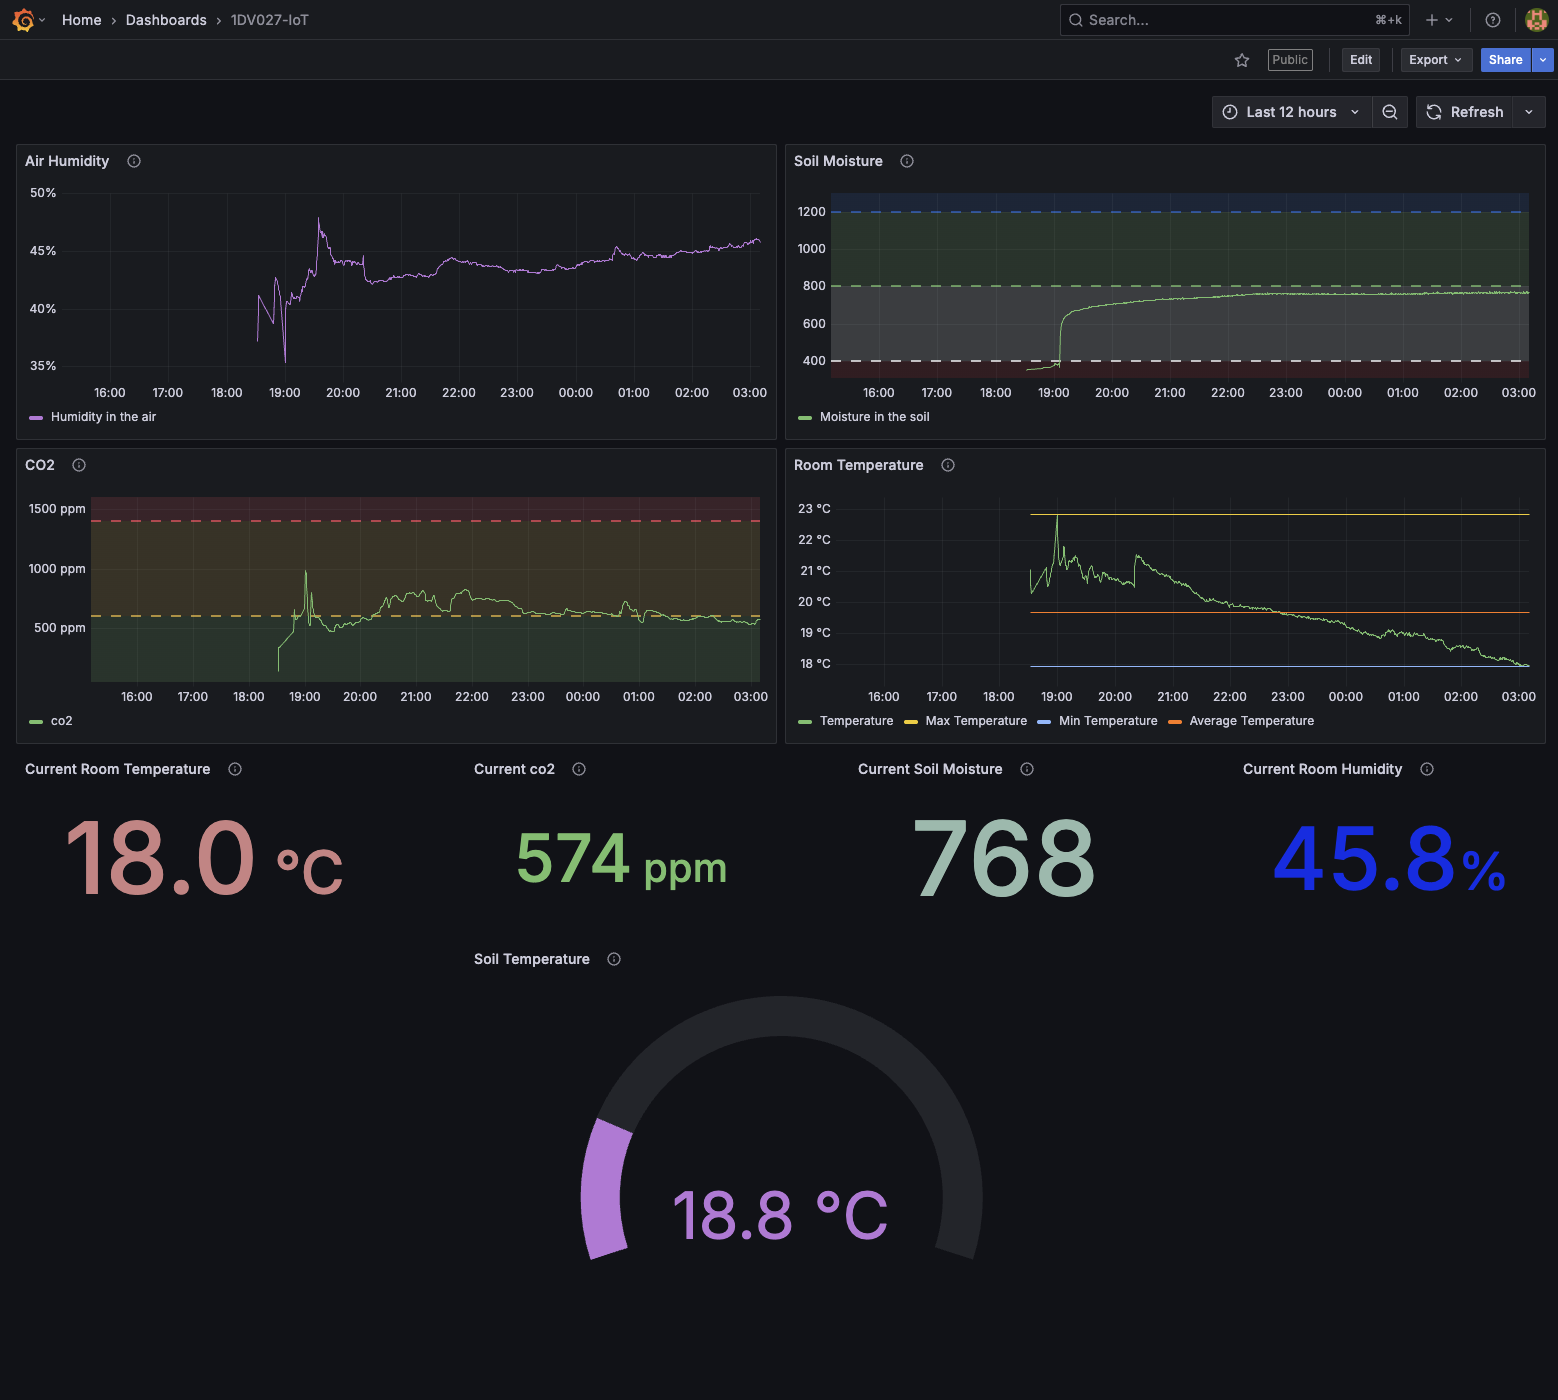 Home › Dashboards › 1DV027-IoT
Search... ⌘+k
Public Edit Export Share
Last 12 hours Refresh
Air Humidity
50%
45%
40%
35%
16:00 17:00 18:00 19:00 20:00 21:00 22:00 23:00 00:00 01:00 02:00 03:00
Humidity in the air
Soil Moisture
1200
1000
800
600
400
16:00 17:00 18:00 19:00 20:00 21:00 22:00 23:00 00:00 01:00 02:00 03:00
Moisture in the soil
CO2
1500 ppm
1000 ppm
500 ppm
16:00 17:00 18:00 19:00 20:00 21:00 22:00 23:00 00:00 01:00 02:00 03:00
co2
Room Temperature
23 °C
22 °C
21 °C
20 °C
19 °C
18 °C
16:00 17:00 18:00 19:00 20:00 21:00 22:00 23:00 00:00 01:00 02:00 03:00
Temperature Max Temperature Min Temperature Average Temperature
Current Room Temperature
18.0 °C
Current co2
574 ppm
Current Soil Moisture
768
Current Room Humidity
45.8%
Soil Temperature
18.8 °C